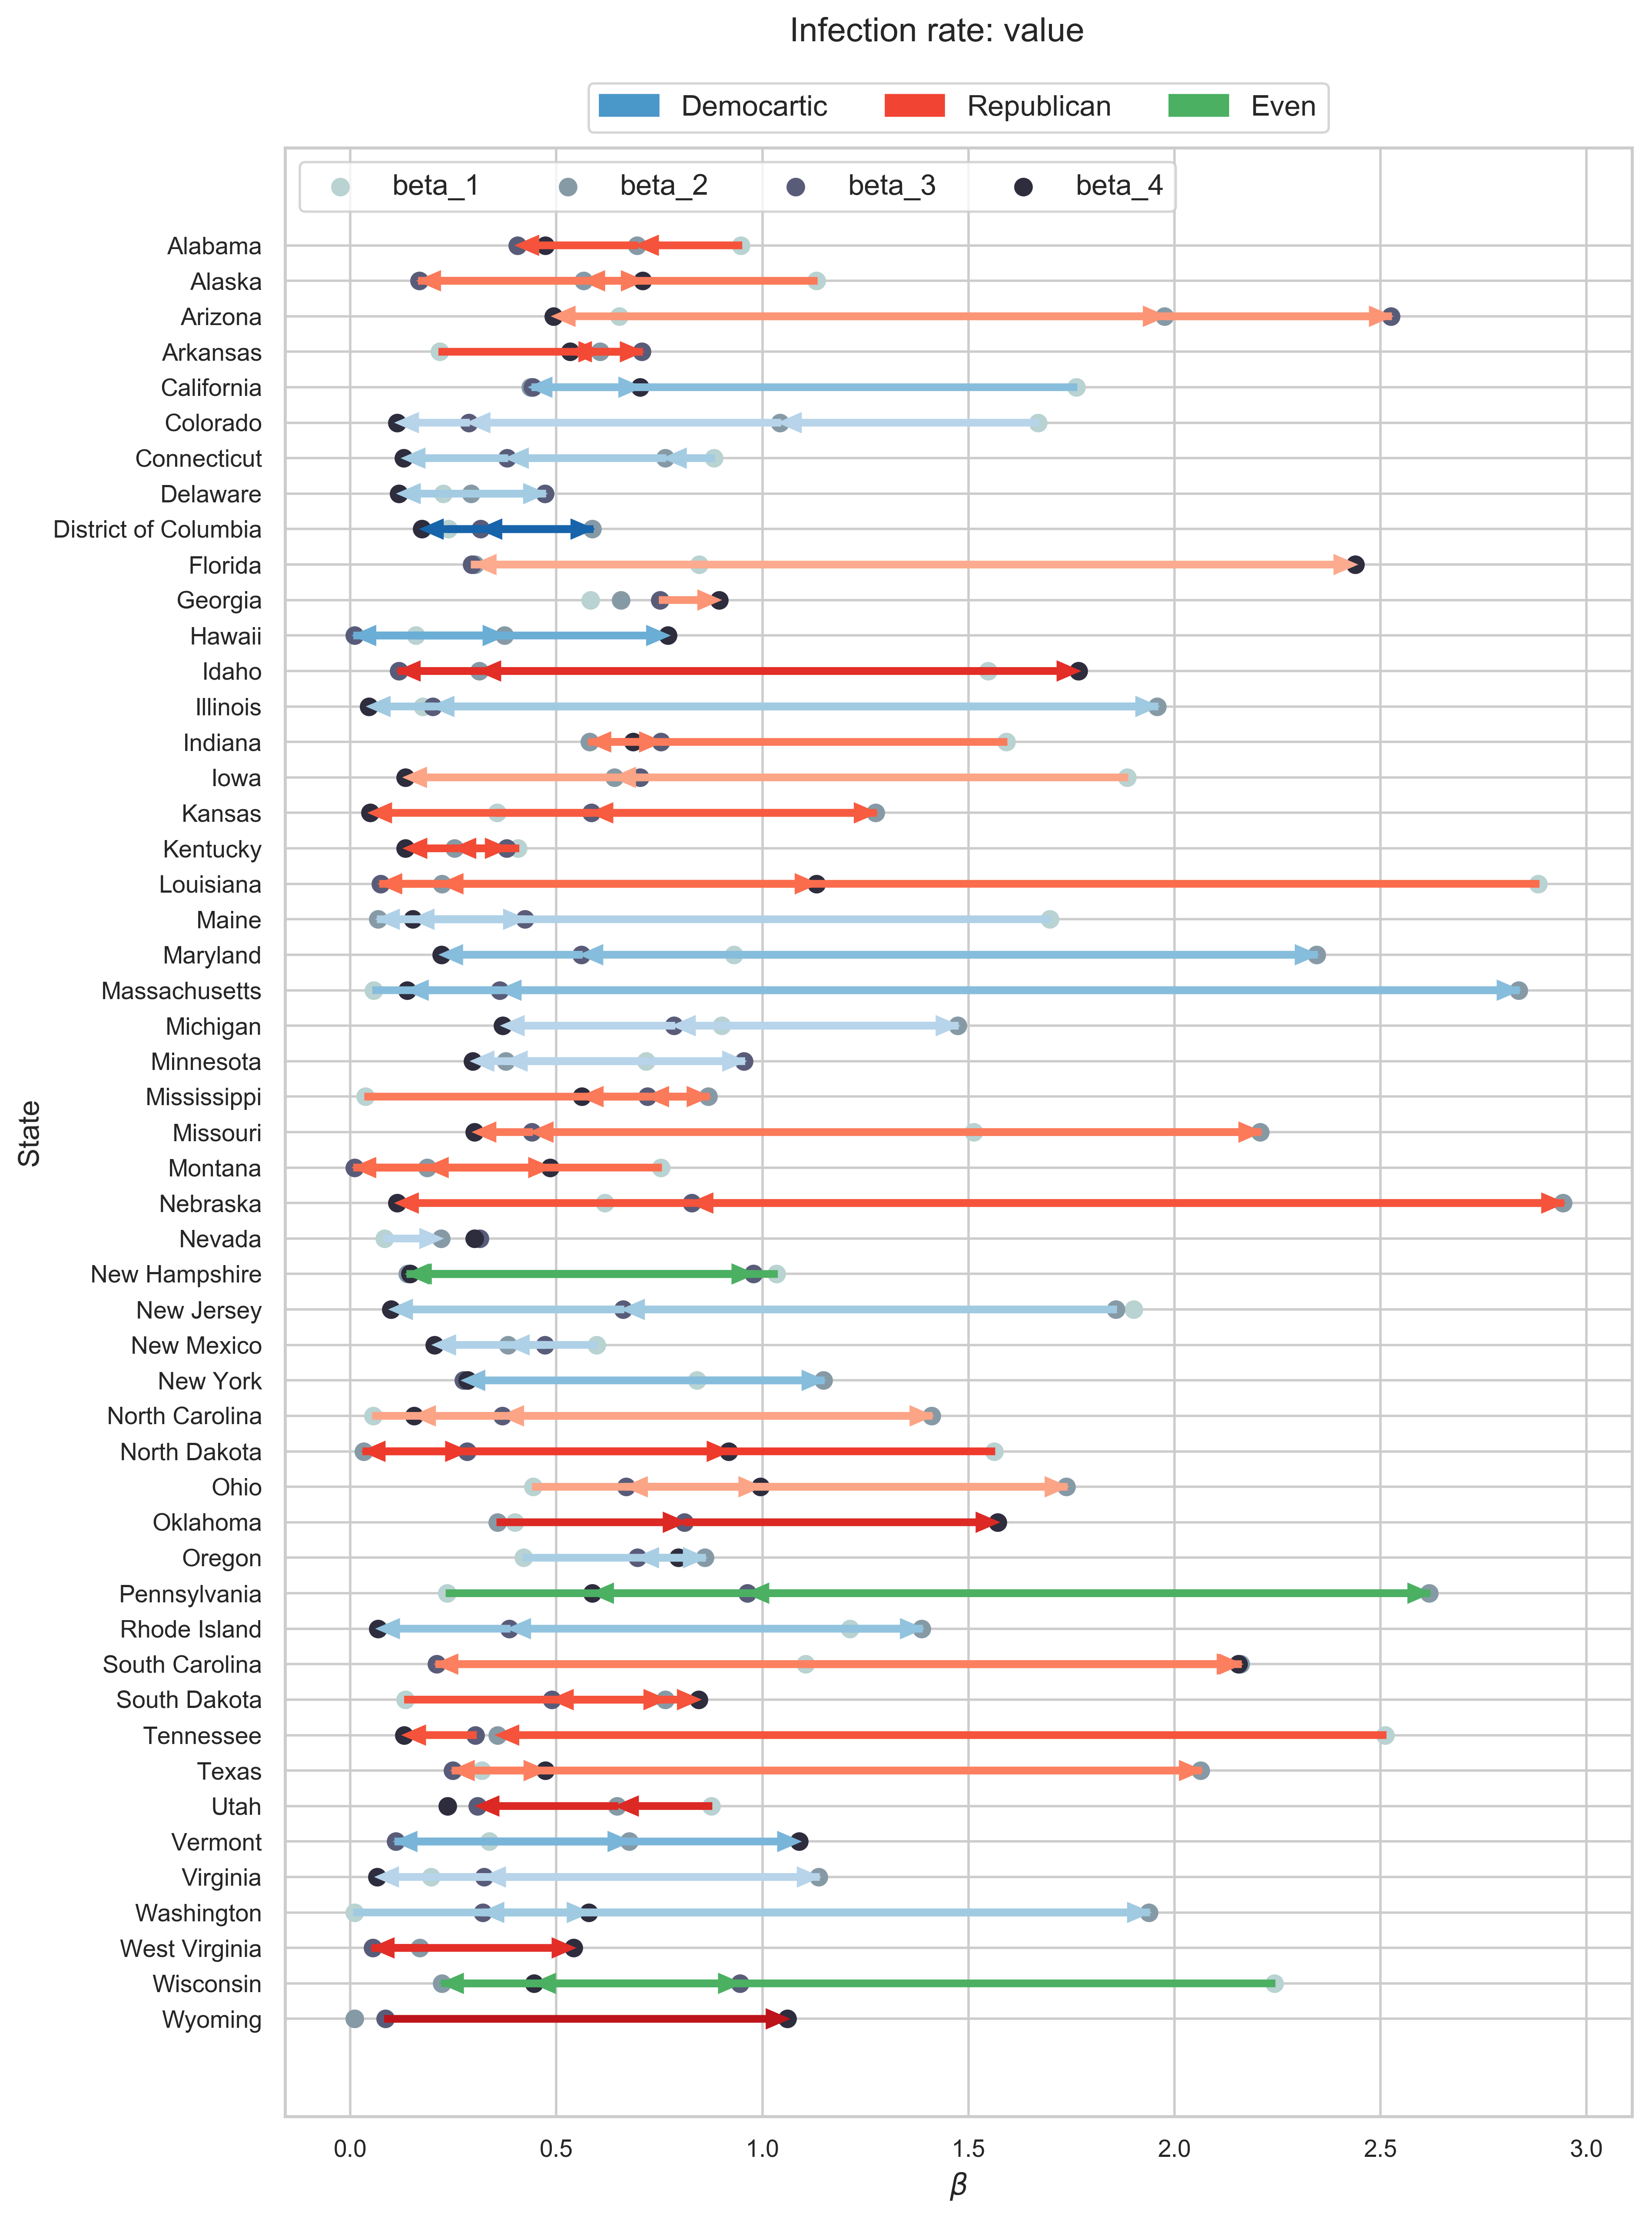 Infection rate: value
Democartic Republican Even
beta_1 beta_2 beta_3 beta_4
Alabama
Alaska
Arizona
Arkansas
California
Colorado
Connecticut
Delaware
District of Columbia
Florida
Georgia
Hawaii
Idaho
Illinois
Indiana
Iowa
Kansas
Kentucky
Louisiana
Maine
Maryland
Massachusetts
Michigan
Minnesota
Mississippi
Missouri
Montana
Nebraska
Nevada
New Hampshire
New Jersey
New Mexico
New York
North Carolina
North Dakota
Ohio
Oklahoma
Oregon
Pennsylvania
Rhode Island
South Carolina
South Dakota
Tennessee
Texas
Utah
Vermont
Virginia
Washington
West Virginia
Wisconsin
Wyoming
State
0.0 0.5 1.0 1.5 2.0 2.5 3.0
β